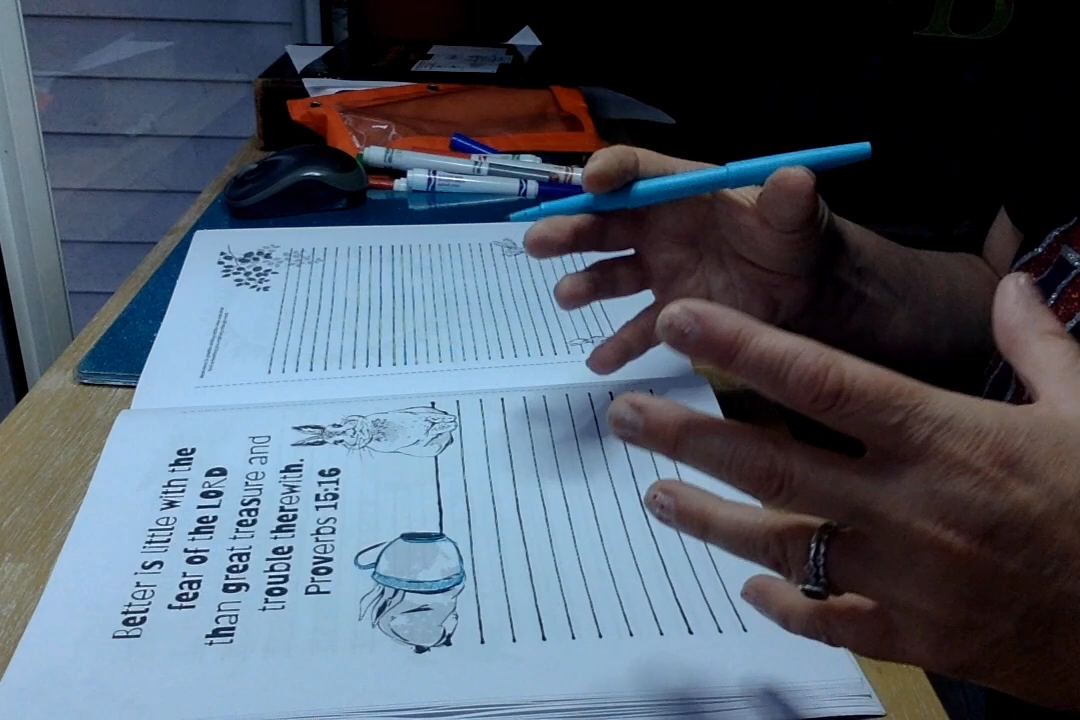 Better is little with the
fear of the LORD
than great treasure and
trouble therewith.
Proverbs 15:16